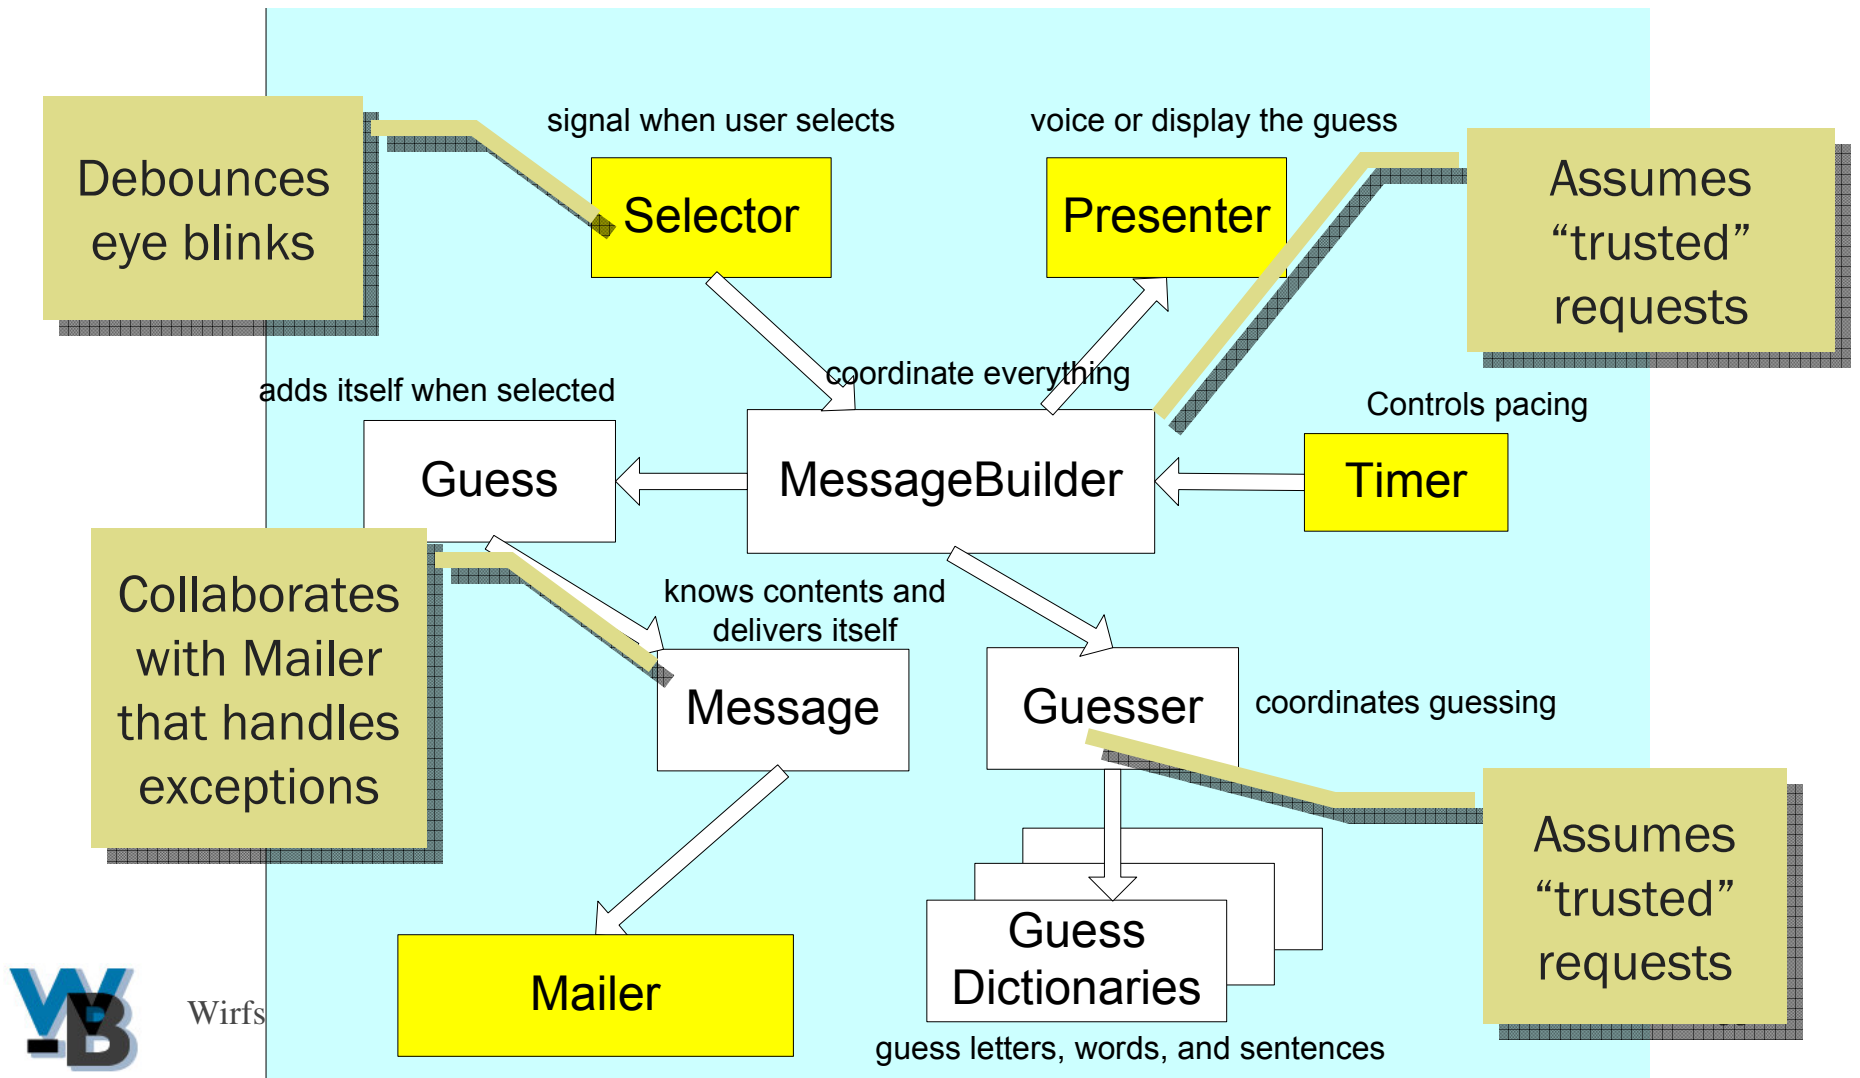 signal when user selects
voice or display the guess
Debounces
eye blinks
Selector
Presenter
Assumes
“trusted”
requests
coordinate everything
adds itself when selected
Controls pacing
Guess
MessageBuilder
Timer
Collaborates
with Mailer
that handles
exceptions
knows contents and
delivers itself
Message
Guesser
coordinates guessing
Assumes
“trusted”
requests
Guess
Dictionaries
Mailer
guess letters, words, and sentences
WB
Wirfs